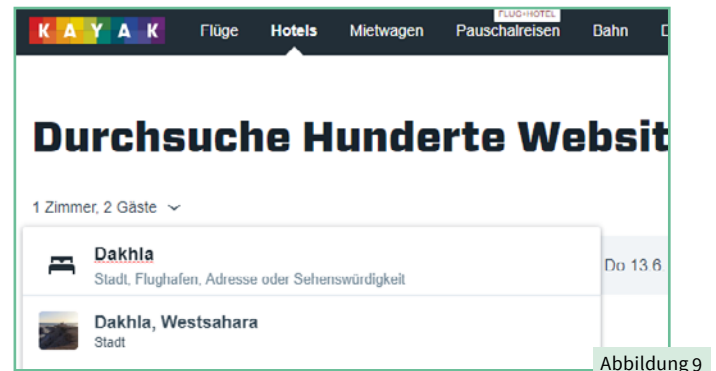 FLUG+HOTEL
KAYAK Flüge Hotels Mietwagen Pauschalreisen Bahn
Durchsuche Hunderte Websit
1 Zimmer, 2 Gäste
Dakhla
Stadt, Flughafen, Adresse oder Sehenswürdigkeit
Do 13.6
Dakhla, Westsahara
Stadt
Abbildung 9